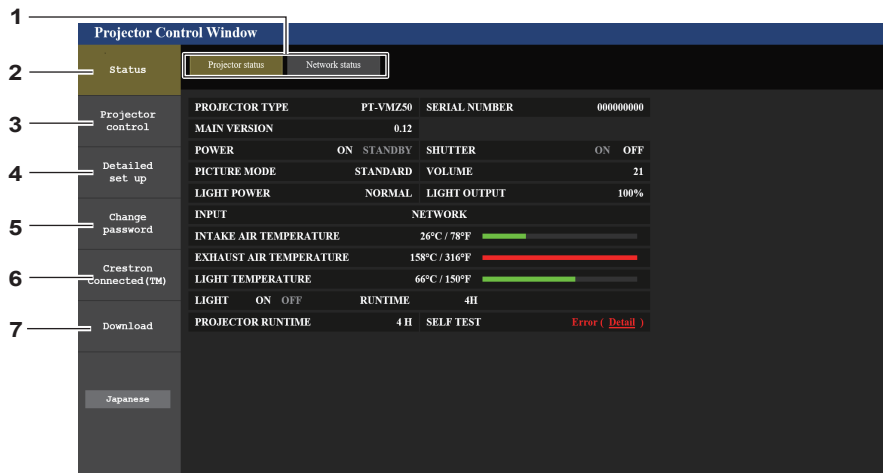 1
Projector Control Window
2
Status
Projector status Network status
3
Projector
control
4
Detailed
set up
5
Change
password
6
Crestron
Connected(TM)
7
Download
Japanese
PROJECTOR TYPE PT-VMZ50 SERIAL NUMBER 000000000
MAIN VERSION 0.12
POWER ON STANDBY SHUTTER ON OFF
PICTURE MODE STANDARD VOLUME 21
LIGHT POWER NORMAL LIGHT OUTPUT 100%
INPUT NETWORK
INTAKE AIR TEMPERATURE 26°C / 78°F
EXHAUST AIR TEMPERATURE 158°C / 316°F
LIGHT TEMPERATURE 66°C / 150°F
LIGHT ON OFF RUNTIME 4H
PROJECTOR RUNTIME 4 H SELF TEST Error ( Detail )